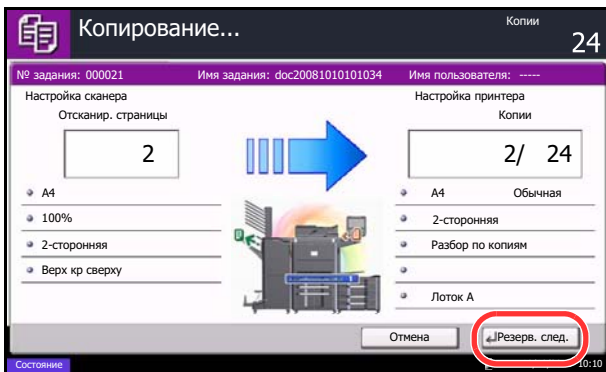 Копирование...
Копии
24
№ задания: 000021 Имя задания: doc20081010101034 Имя пользователя: -----
Настройка сканера Настройка принтера
Отсканир. страницы Копии
2 2/ 24
A4 A4 Обычная
100% 2-сторонняя
2-сторонняя Разбор по копиям
Верх кр сверху
Лоток A
Отмена Резерв. след.
Состояние 10:10